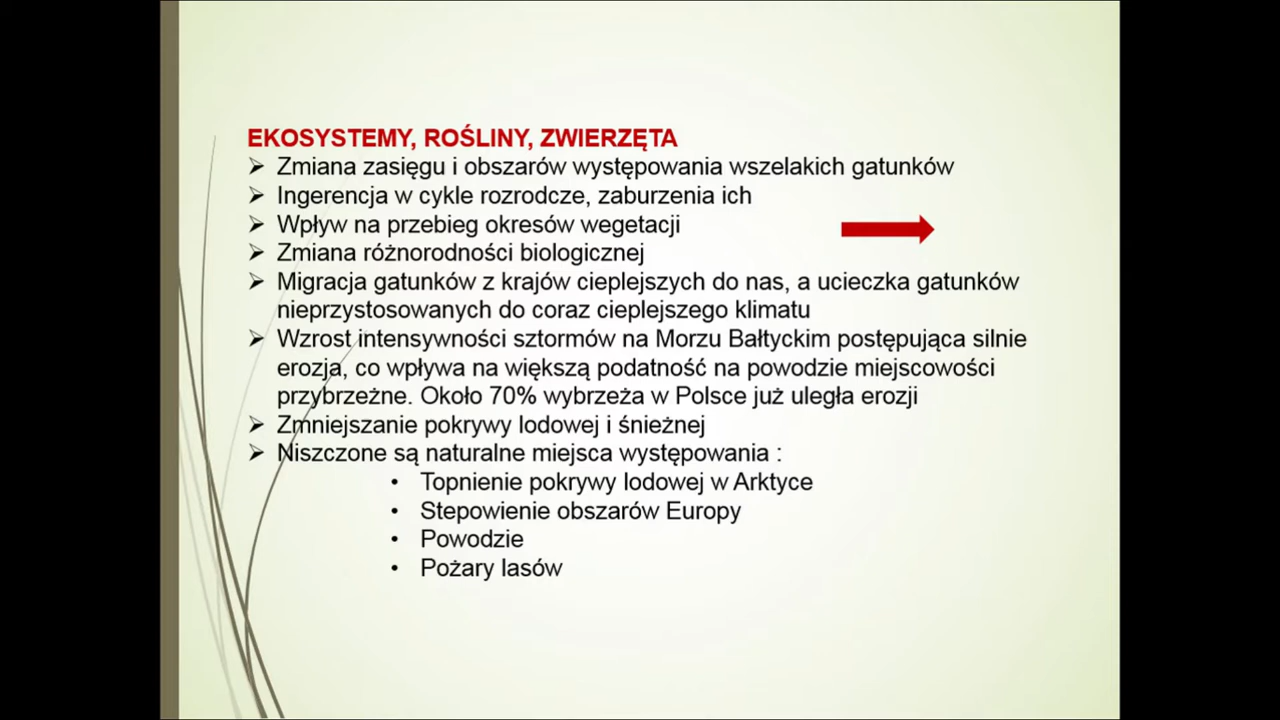 EKOSYSTEMY, ROŚLINY, ZWIERZĘTA
➢ Zmiana zasięgu i obszarów występowania wszelakich gatunków
➢ Ingerencja w cykle rozrodcze, zaburzenia ich
➢ Wpływ na przebieg okresów wegetacji
➢ Zmiana różnorodności biologicznej
➢ Migracja gatunków z krajów cieplejszych do nas, a ucieczka gatunków
nieprzystosowanych do coraz cieplejszego klimatu
➢ Wzrost intensywności sztormów na Morzu Bałtyckim postępująca silnie
erozja, co wpływa na większą podatność na powodzie miejscowości
przybrzeżne. Około 70% wybrzeża w Polsce już uległa erozji
➢ Zmniejszanie pokrywy lodowej i śnieżnej
➢ Niszczone są naturalne miejsca występowania :
• Topnienie pokrywy lodowej w Arktyce
• Stepowienie obszarów Europy
• Powodzie
• Pożary lasów